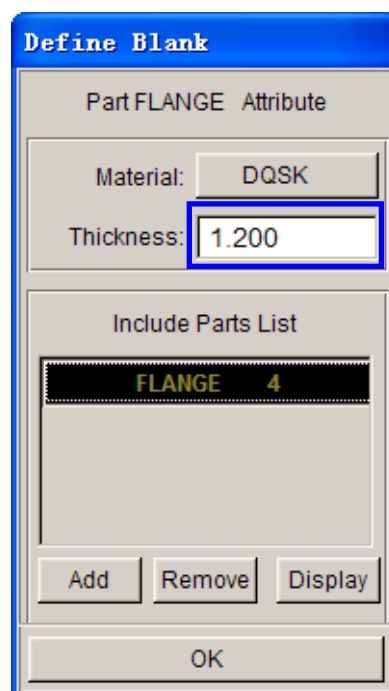 Define Blank
Part FLANGE Attribute
Material: DQSK
Thickness: 1.200
Include Parts List
FLANGE 4
Add Remove Display
OK